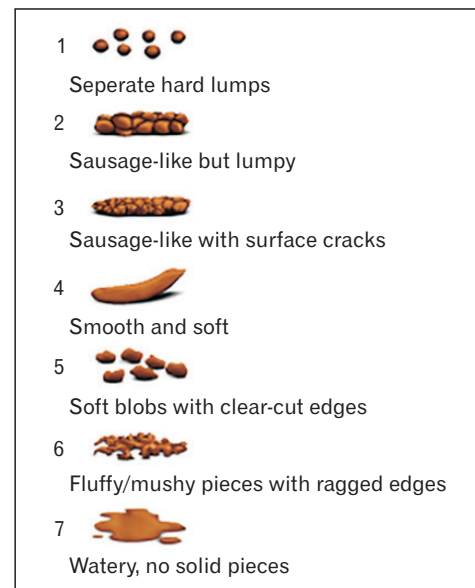 1
Seperate hard lumps
2
Sausage-like but lumpy
3
Sausage-like with surface cracks
4
Smooth and soft
5
Soft blobs with clear-cut edges
6
Fluffy/mushy pieces with ragged edges
7
Watery, no solid pieces